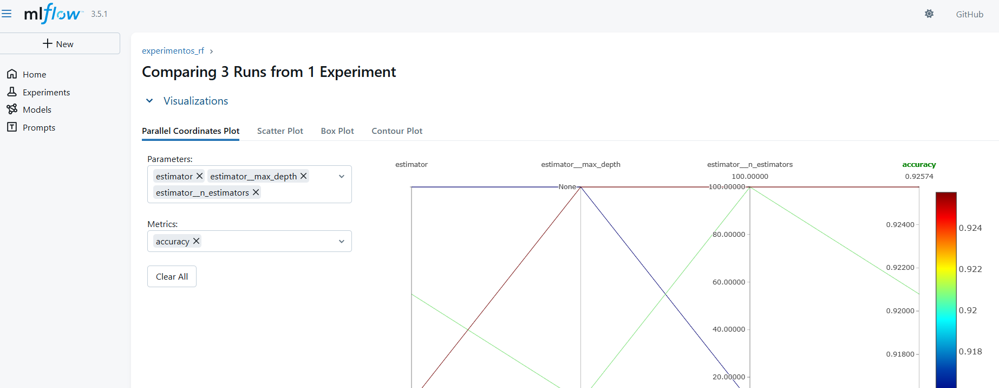 mlflow™ 3.5.1
GitHub
New
Home
Experiments
Models
Prompts
experimentos_rf
Comparing 3 Runs from 1 Experiment
Visualizations
Parallel Coordinates Plot Scatter Plot Box Plot Contour Plot
Parameters:
estimator estimator__max_depth
estimator__n_estimators
Metrics:
accuracy
Clear All
estimator estimator__max_depth estimator__n_estimators accuracy
100.00000 0.92574
None 100.00000
80.00000
60.00000
40.00000
20.00000
0.92400
0.92200
0.92000
0.91800
0.924
0.922
0.92
0.918